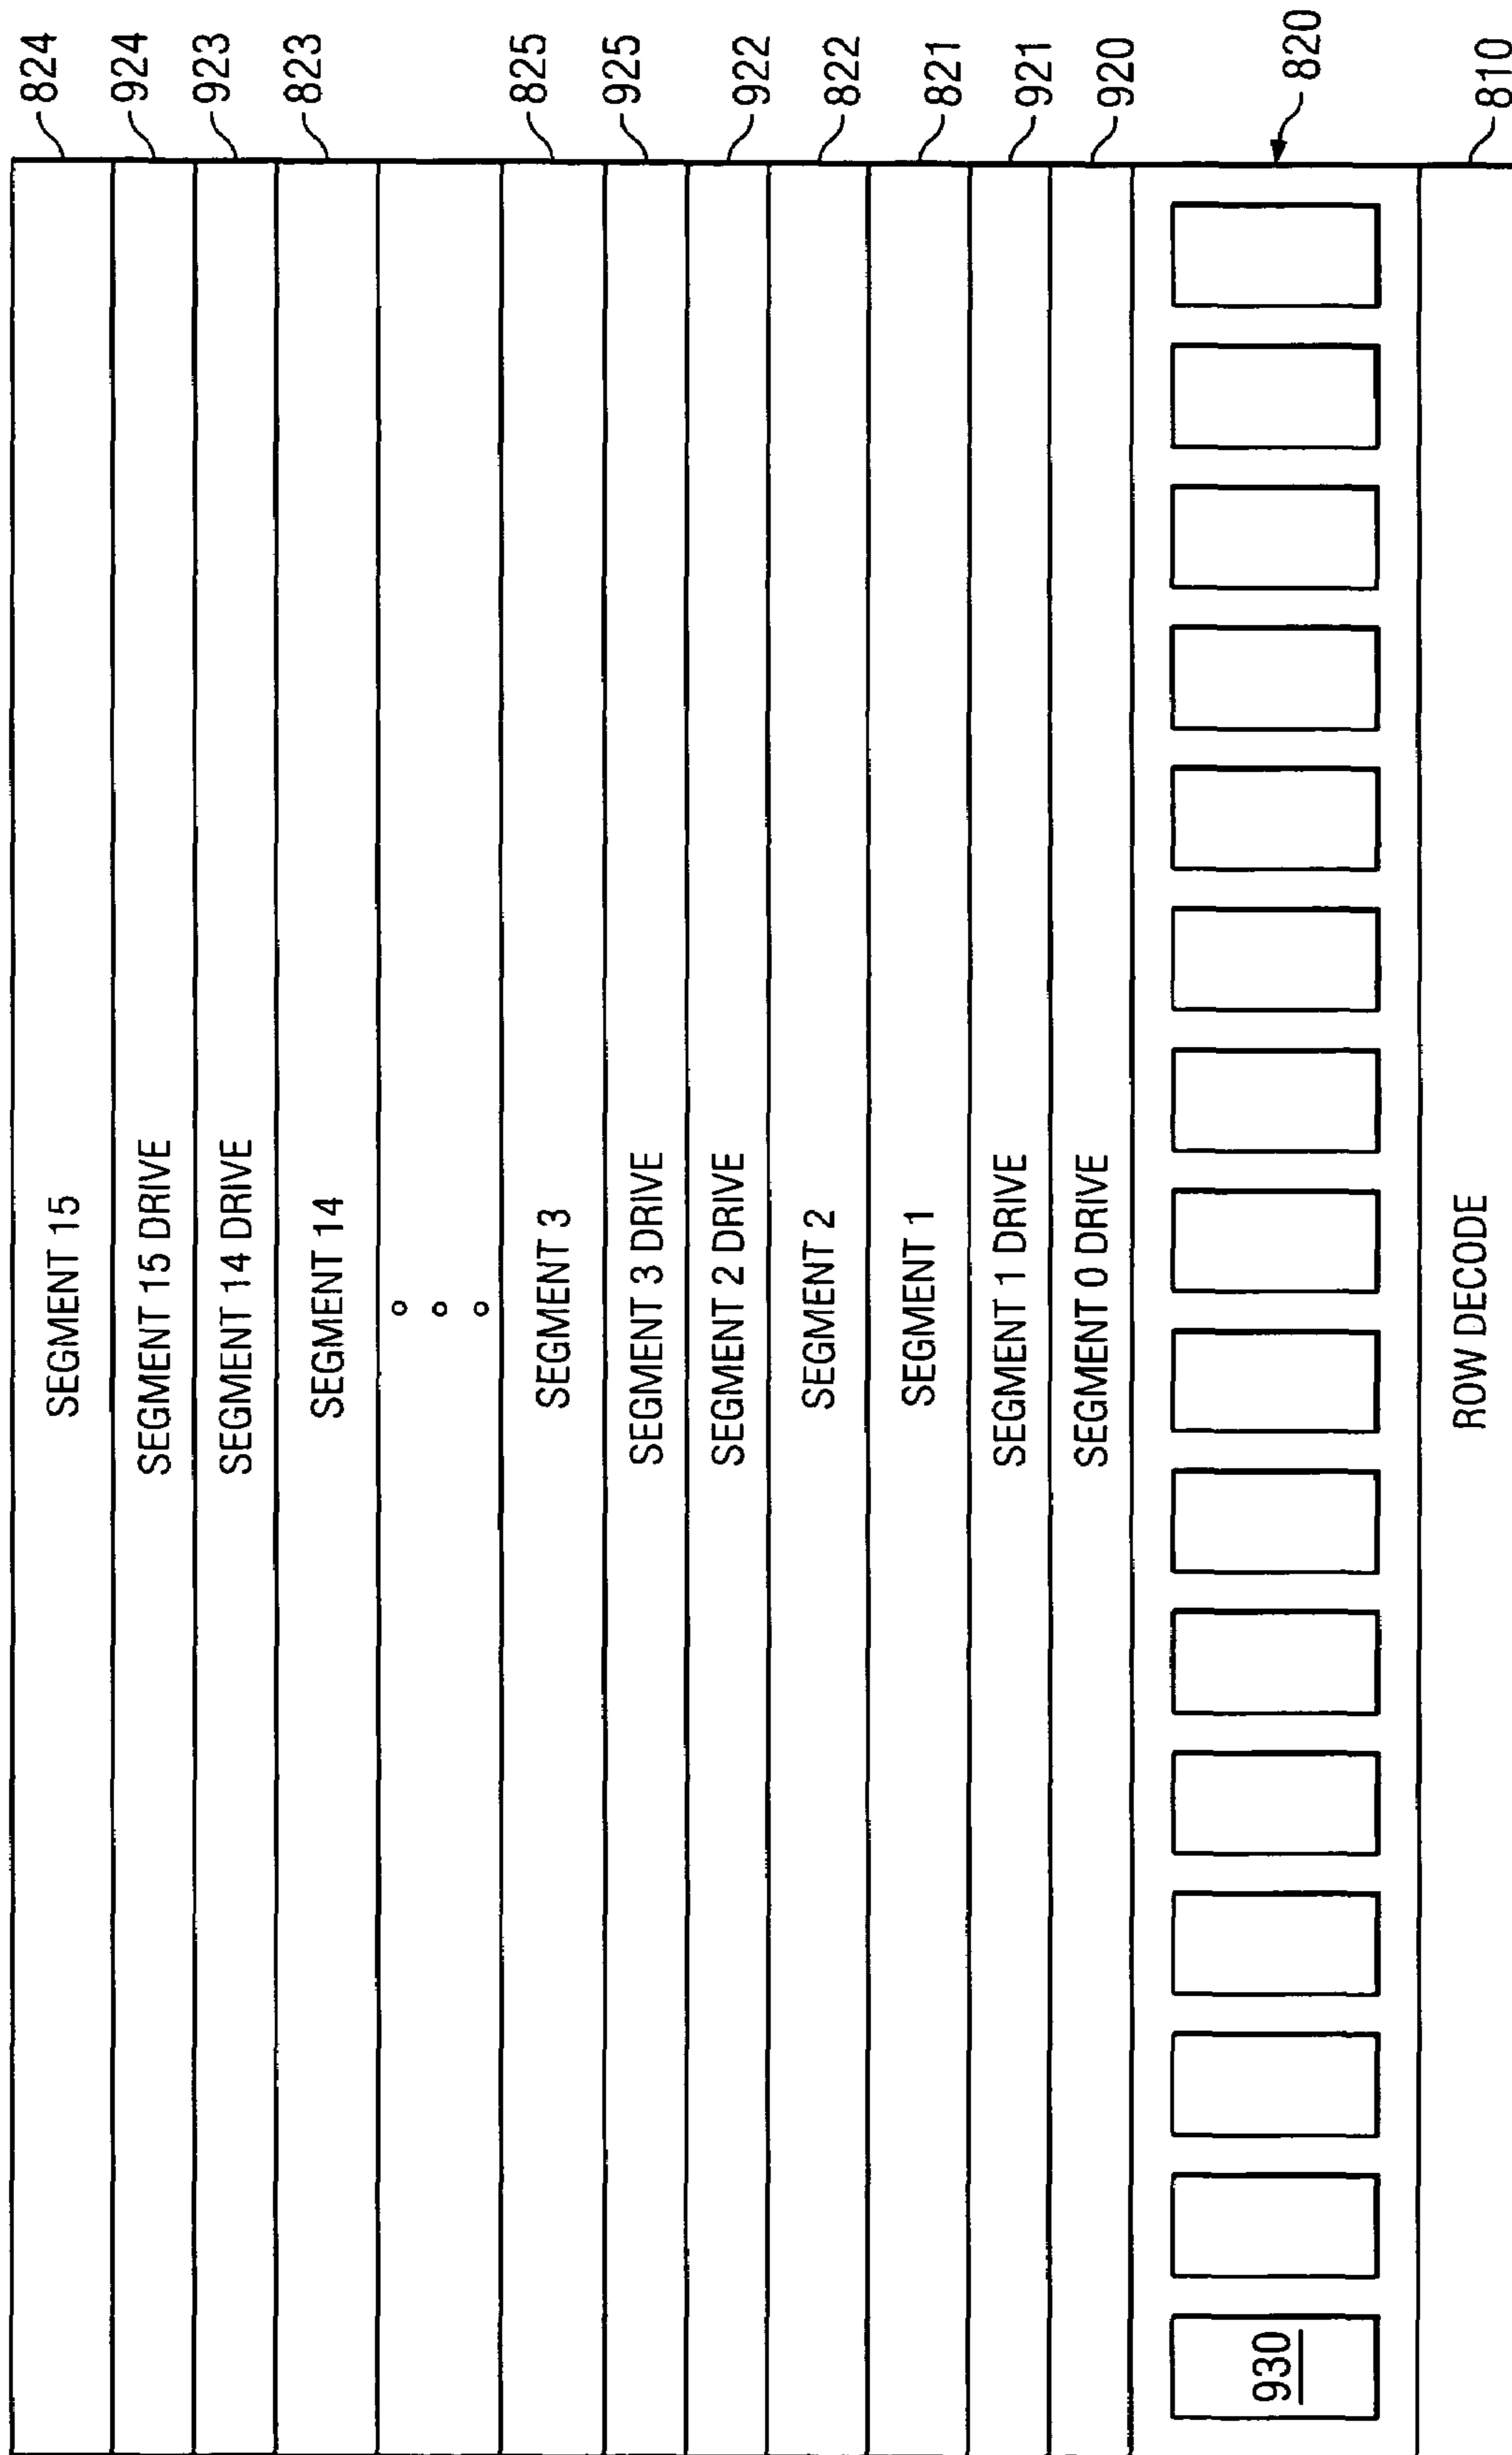 SEGMENT 15
824
SEGMENT 15 DRIVE
924
SEGMENT 14 DRIVE
923
SEGMENT 14
823
SEGMENT 3
825
SEGMENT 3 DRIVE
925
SEGMENT 2 DRIVE
922
SEGMENT 2
822
SEGMENT 1
821
SEGMENT 1 DRIVE
921
SEGMENT 0 DRIVE
920
930
820
ROW DECODE
810